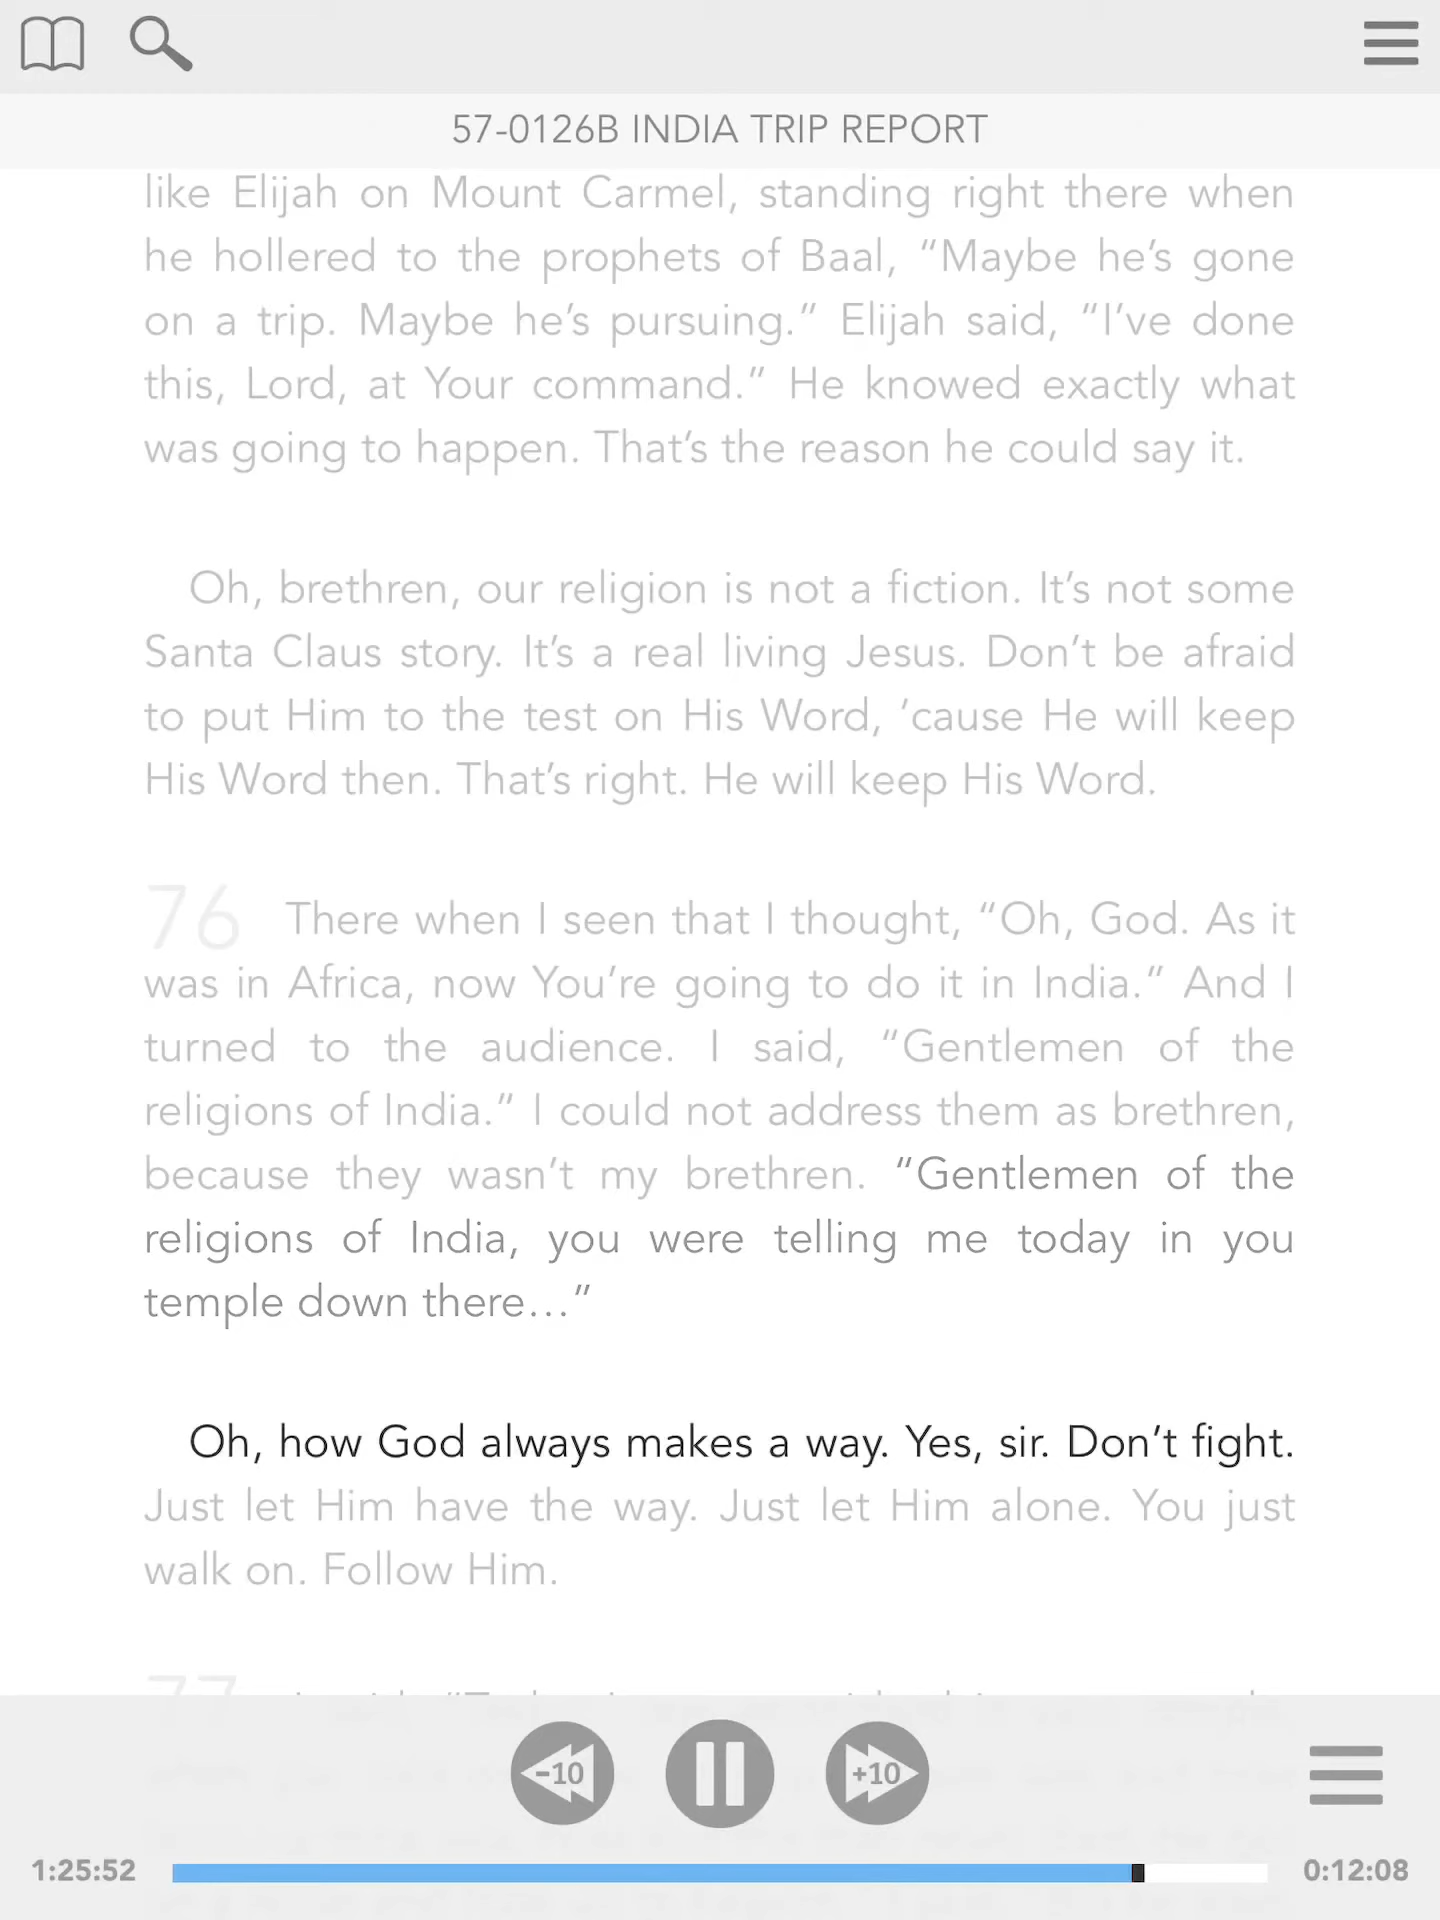 57-0126B INDIA TRIP REPORT
like Elijah on Mount Carmel, standing right there when
he hollered to the prophets of Baal, “Maybe he’s gone
on a trip. Maybe he’s pursuing.” Elijah said, “I’ve done
this, Lord, at Your command.” He knowed exactly what
was going to happen. That’s the reason he could say it.
Oh, brethren, our religion is not a fiction. It’s not some
Santa Claus story. It’s a real living Jesus. Don’t be afraid
to put Him to the test on His Word, ’cause He will keep
His Word then. That’s right. He will keep His Word.
76 There when I seen that I thought, “Oh, God. As it
was in Africa, now You’re going to do it in India.” And I
turned to the audience. I said, “Gentlemen of the
religions of India.” I could not address them as brethren,
because they wasn’t my brethren. “Gentlemen of the
religions of India, you were telling me today in you
temple down there…”
Oh, how God always makes a way. Yes, sir. Don’t fight.
Just let Him have the way. Just let Him alone. You just
walk on. Follow Him.
77
-10 +10
1:25:52 0:12:08